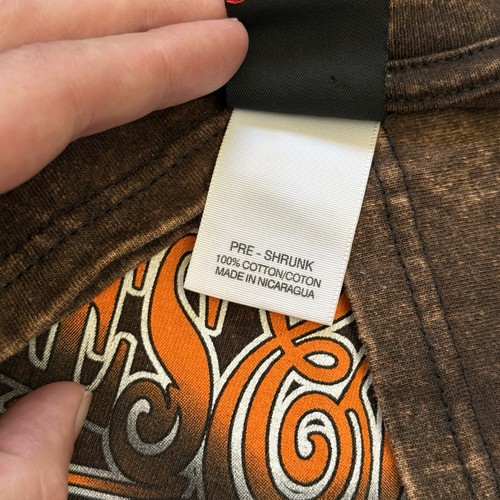 PRE - SHRUNK
100% COTTON/COTON
MADE IN NICARAGUA